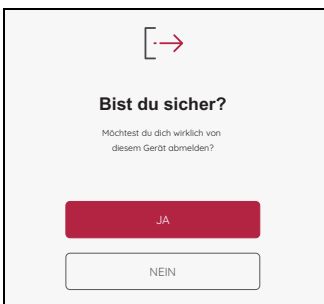 Bist du sicher?
Möchtest du dich wirklich von
diesem Gerät abmelden?
JA
NEIN